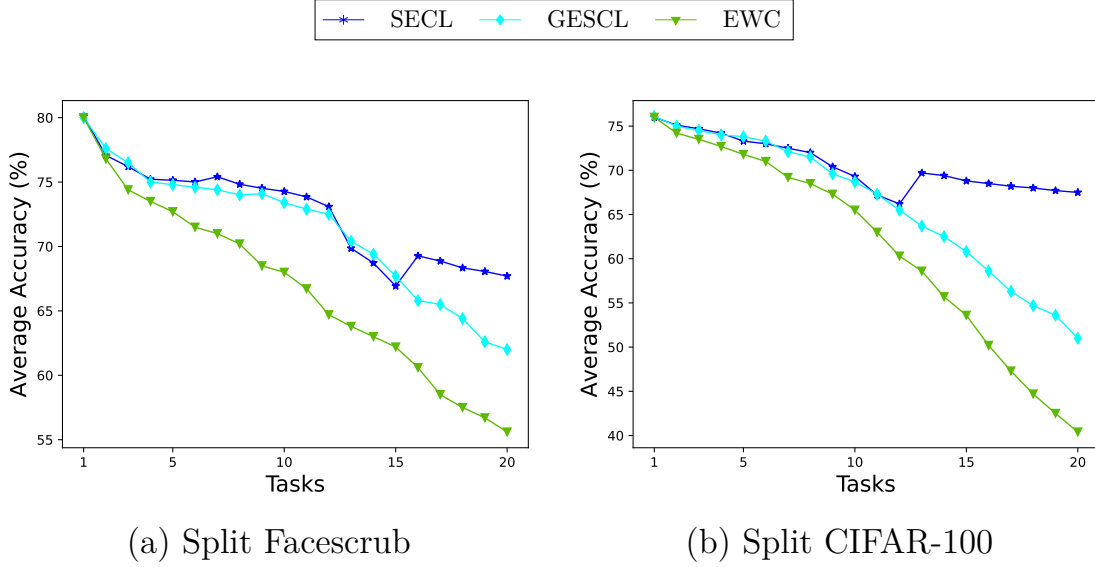 SECL GESCL EWC
Average Accuracy (%)
80
75
70
65
60
55
1 5 10 15 20
Tasks
(a) Split Facescrub
Average Accuracy (%)
75
70
65
60
55
50
45
40
1 5 10 15 20
Tasks
(b) Split CIFAR-100